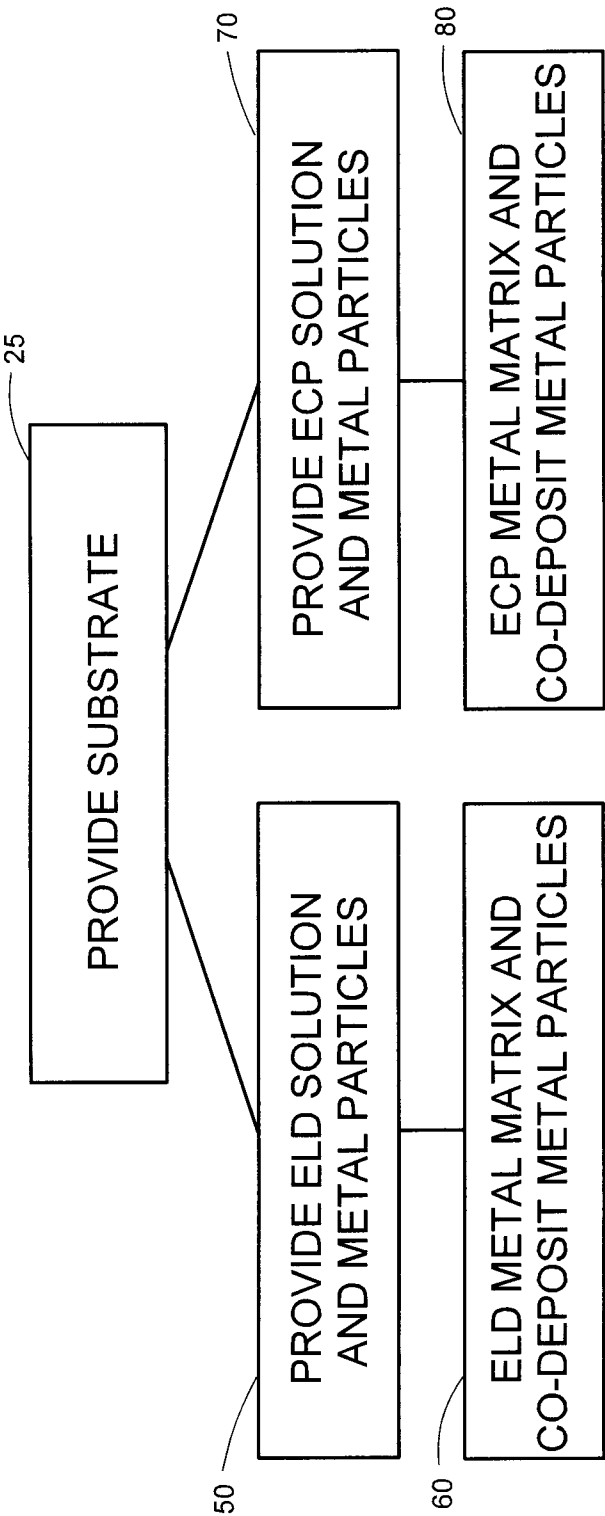 25
PROVIDE SUBSTRATE
50
PROVIDE ELD SOLUTION
AND METAL PARTICLES
70
PROVIDE ECP SOLUTION
AND METAL PARTICLES
60
ELD METAL MATRIX AND
CO-DEPOSIT METAL PARTICLES
80
ECP METAL MATRIX AND
CO-DEPOSIT METAL PARTICLES